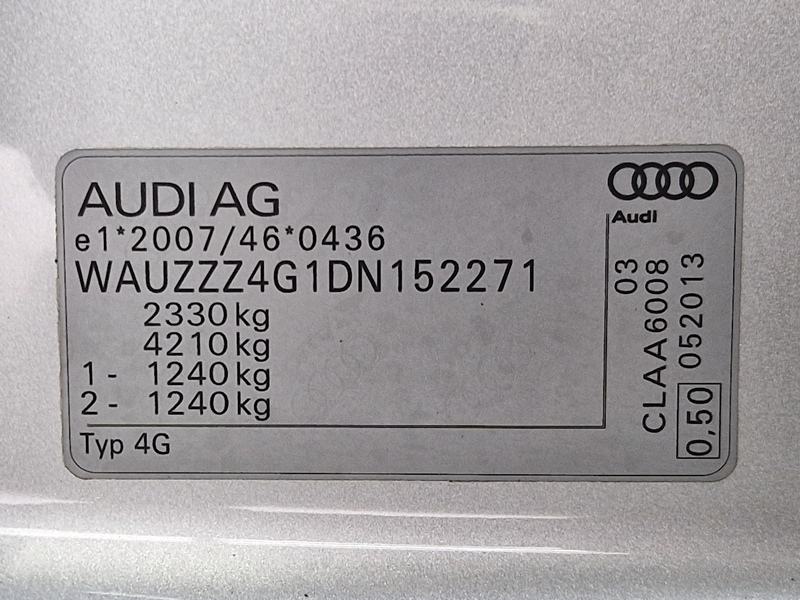 AUDI AG
e1*2007/46*0436
WAUZZZ4G1DN152271
2330 kg
4210 kg
1 - 1240 kg
2 - 1240 kg
Typ 4G
Audi
03
CLAA6008
052013
0,50